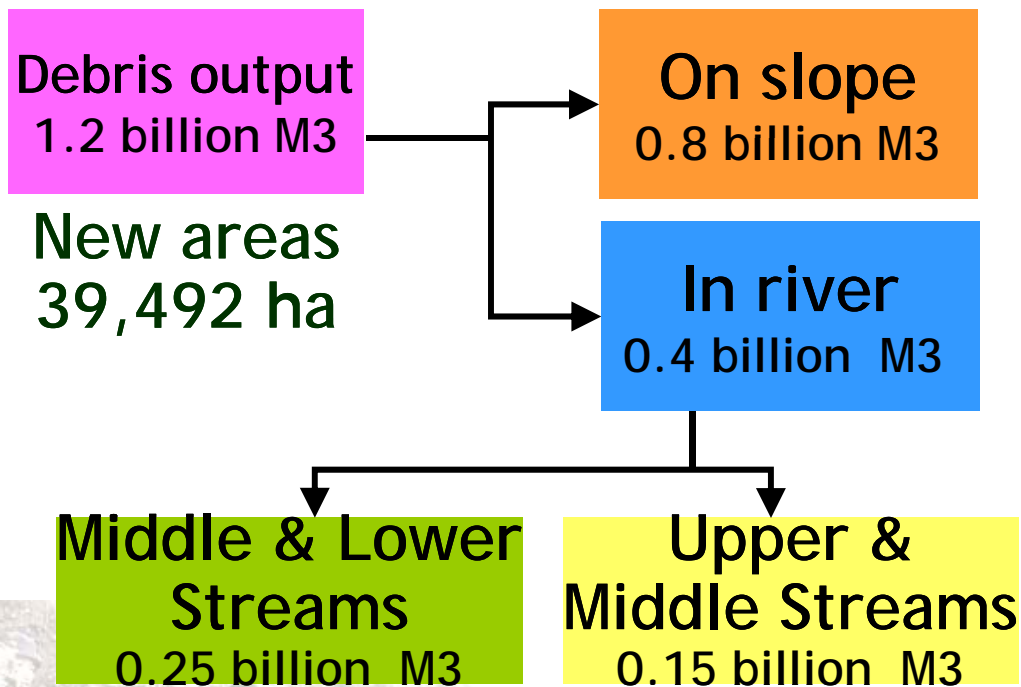 Debris output
1.2 billion M3
On slope
0.8 billion M3
New areas
39,492 ha
In river
0.4 billion M3
Middle & Lower
Streams
0.25 billion M3
Upper &
Middle Streams
0.15 billion M3